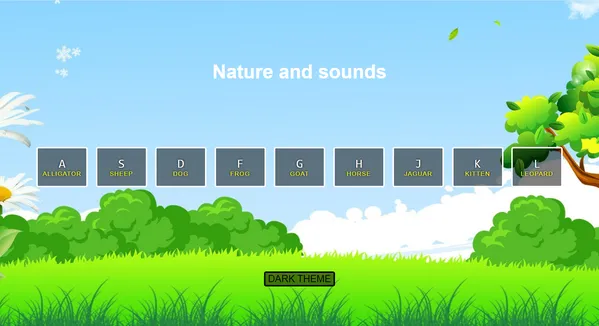 Nature and sounds
A S D F G H J K L
ALLIGATOR SHEEP DOG FROG GOAT HORSE JAGUAR KITTEN LEOPARD
DARK THEME